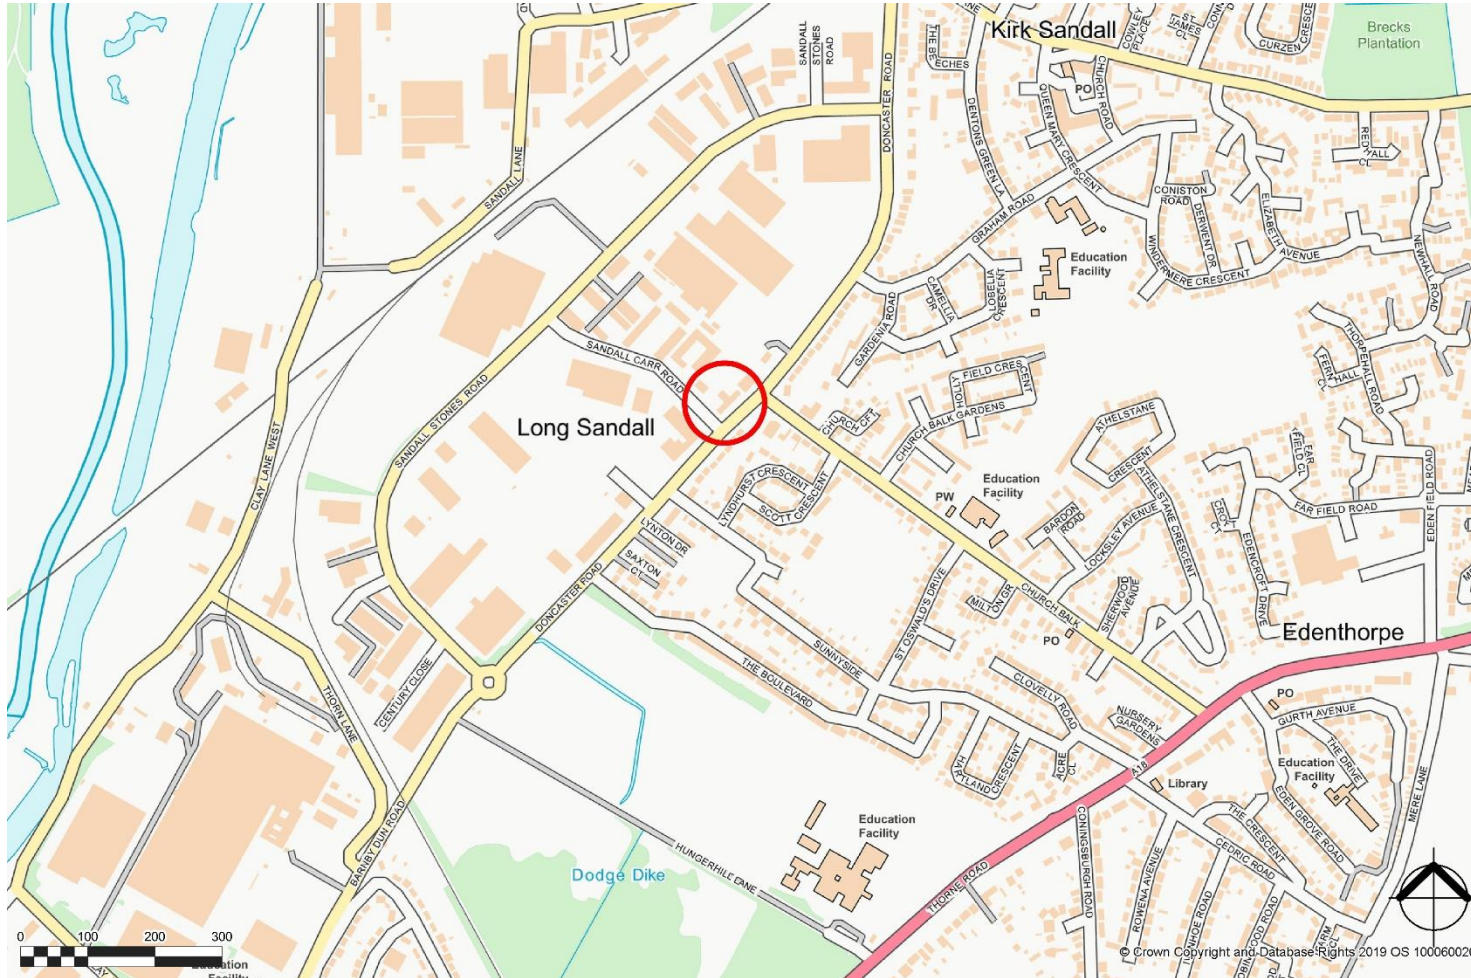 Kirk Sandall
Brecks
Plantation
SANDALL
STONES
ROAD
DONCASTER ROAD
THE BEECHES
COWLEY
PLACE
ST
JAMES
CL
CURZEN
PO
CHURCH ROAD
QUEEN MARY CRESCENT
DENTONS GREEN LA
SANDALL LANE
CONISTON
ROAD
DERWENT DR
ELIZABETH AVENUE
GRAHAM ROAD
WINDERMERE CRESCENT
NEWHALL ROAD
Education
Facility
CAMELLIA
DR
LOBELIA
CRESCENT
GARDENIA ROAD
THORPEHALL ROAD
FERN HALL
CL
SANDALL CARR ROAD
HOLLY FIELD CRESCENT
CHURCH BALK GARDENS
CHURCH CFT
ATHELSTANE
CRESCENT
Long Sandall
SANDALL STONES ROAD
CLAY LANE WEST
LYNDHURST CRESCENT
SCOTT CRESCENT
PW
Education
Facility
ATHELSTANE CRESCENT
FAR
FIELD CL
FAR FIELD ROAD
EDEN FIELD ROAD
BARDON
ROAD
LOCKSLEY AVENUE
EDENCROFT DRIVE
LYNTON DR
SAXTON
CT
DONCASTER ROAD
ST OSWALD'S DRIVE
MILTON GR
CHURCH BALK
SHERWOOD
AVENUE
PO
Edenthorpe
SUNNYSIDE
THE BOULEVARD
CENTURY CLOSE
THORN LANE
CLOVELLY ROAD
NURSERY
GARDENS
PO
GURTH AVENUE
THE DRIVE
HARTLAND
CRESCENT
ACRE
CL
A18
Library
Education
Facility
EDEN GROVE ROAD
MERE LANE
THE CRESCENT
CEDRIC ROAD
BARNBY DUN ROAD
HUNGERHILL LANE
Education
Facility
Dodge Dike
THORNE ROAD
CONINGSBURGH ROAD
ROWENA AVENUE
0 100 200 300
Education
Facility
© Crown Copyright and Database Rights 2019 OS 10006002